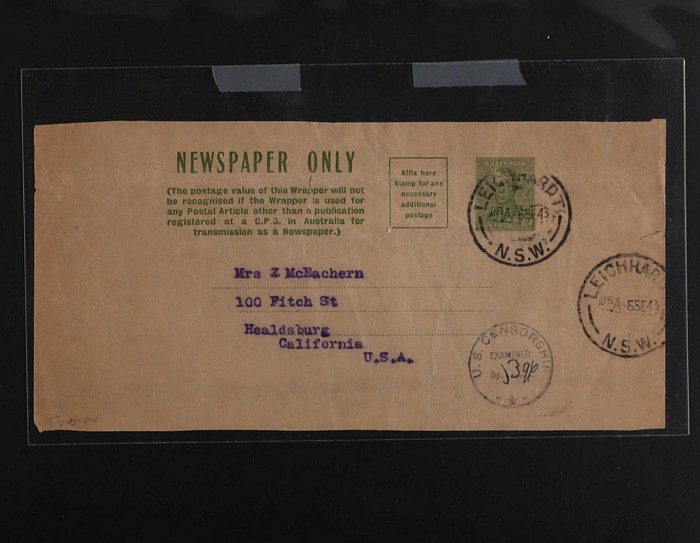 NEWSPAPER ONLY
(The postage value of this Wrapper will not
be recognised if the Wrapper is used for
any Postal Article other than a publication
registered at a G.P.O. in Australia for
transmission as a Newspaper.)
Affix here
Stamp for any
necessary
additional
postage
AUSTRALIA
LEICHHARDT
A-6SE43
N.S.W.
Mrs Z McEachern
100 Fitch St
Healdsburg
California
U.S.A.
LEICHHARDT
A-6SE43
N.S.W.
U.S. CENSORSHIP
EXAMINED
BY